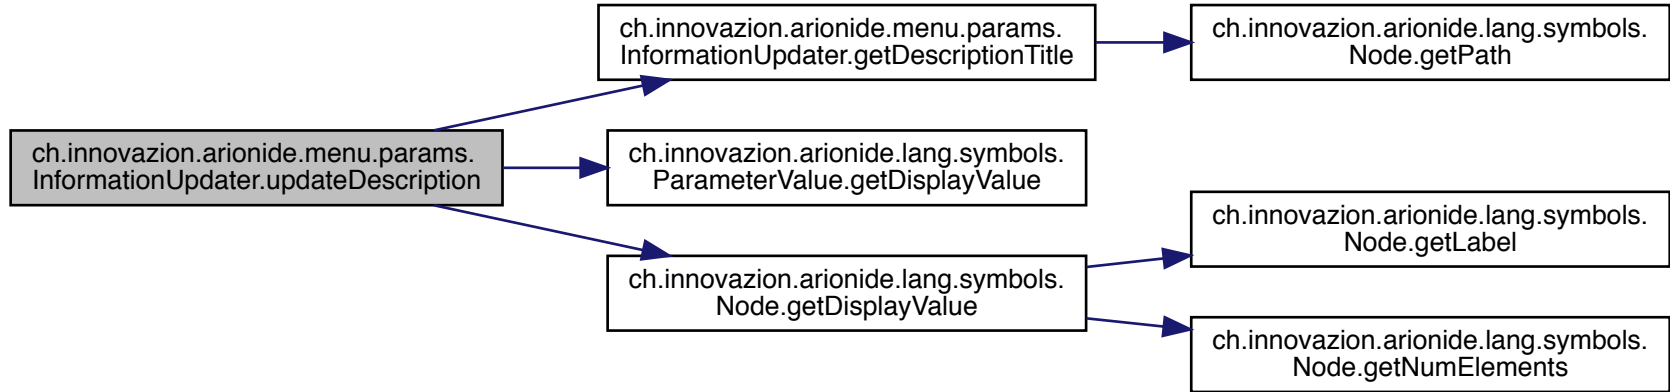 ch.innovazion.arionide.menu.params.
InformationUpdater.updateDescription
ch.innovazion.arionide.menu.params.
InformationUpdater.getDescriptionTitle
ch.innovazion.arionide.lang.symbols.
Node.getPath
ch.innovazion.arionide.lang.symbols.
ParameterValue.getDisplayValue
ch.innovazion.arionide.lang.symbols.
Node.getDisplayValue
ch.innovazion.arionide.lang.symbols.
Node.getLabel
ch.innovazion.arionide.lang.symbols.
Node.getNumElements